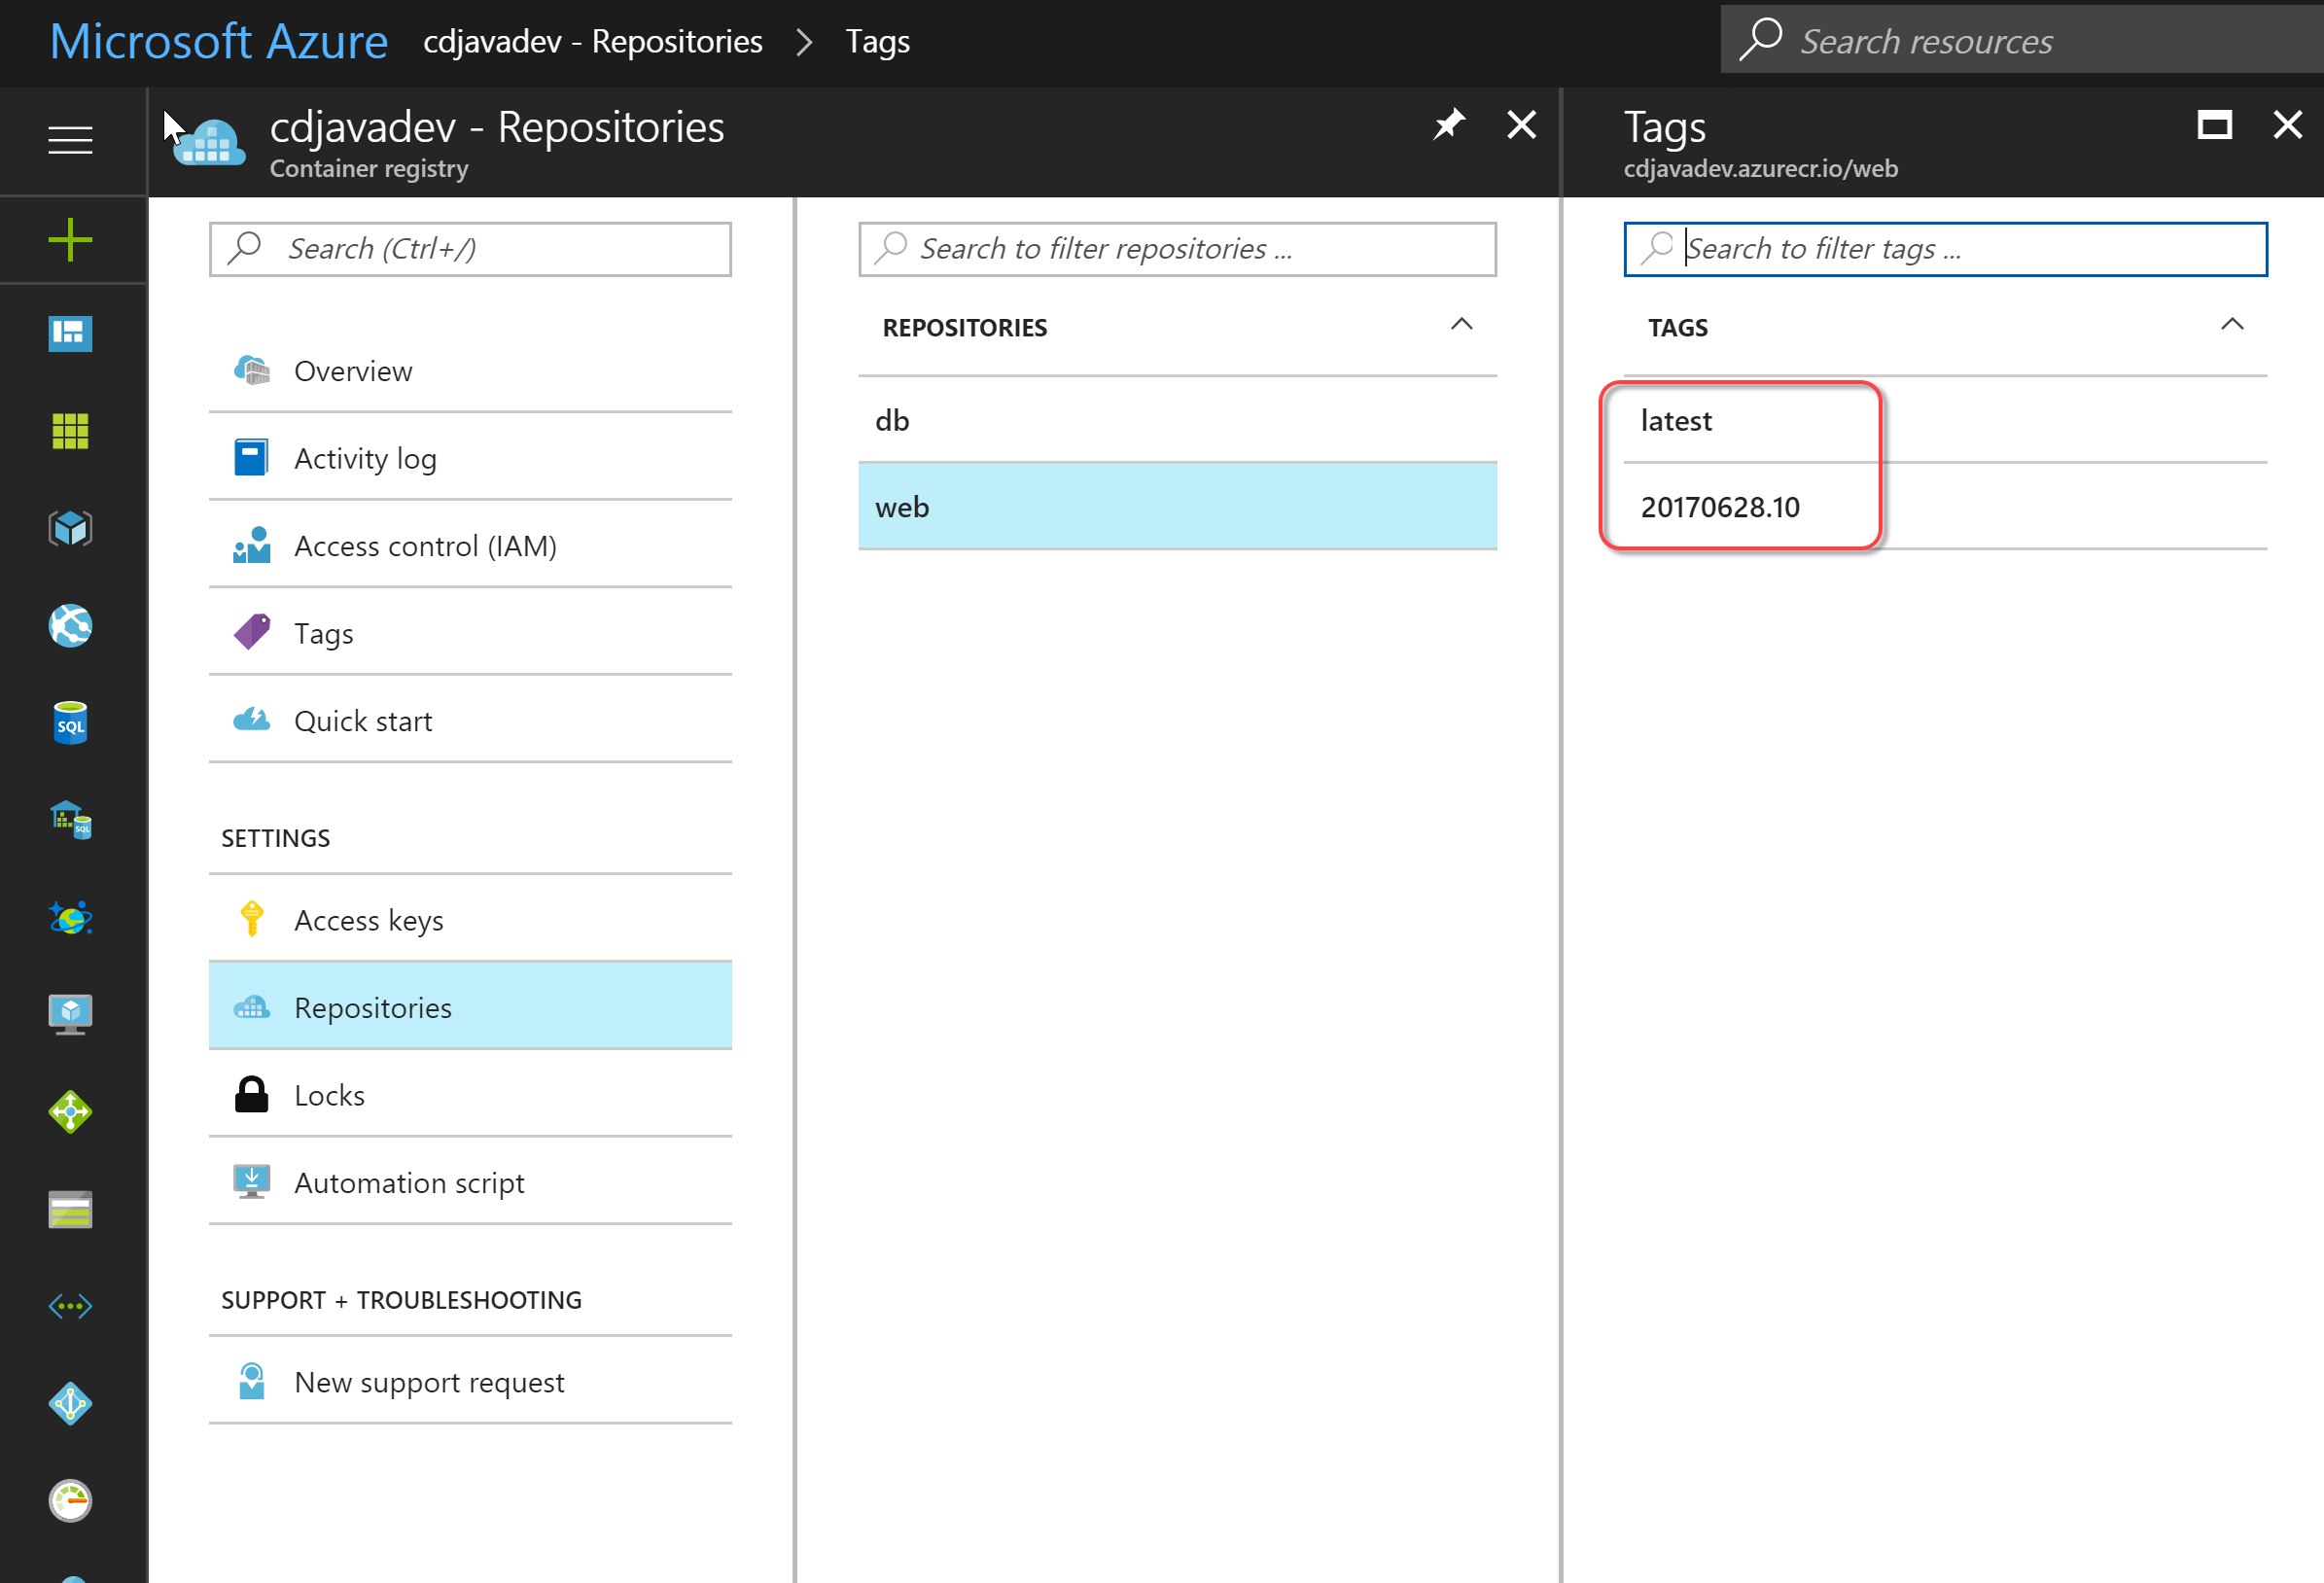 Microsoft Azure cdjavadev - Repositories > Tags
Search resources
cdjavadev - Repositories
Container registry
Search (Ctrl+/)
Overview
Activity log
Access control (IAM)
Tags
Quick start
SETTINGS
Access keys
Repositories
Locks
Automation script
SUPPORT + TROUBLESHOOTING
New support request
Search to filter repositories ...
REPOSITORIES
db
web
Tags
cdjavadev.azurecr.io/web
Search to filter tags ...
TAGS
latest
20170628.10
SQL
SQL